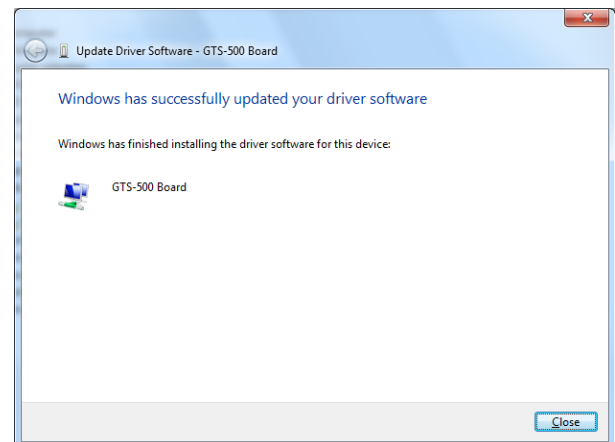 Update Driver Software - GTS-500 Board
Windows has successfully updated your driver software
Windows has finished installing the driver software for this device:
GTS-500 Board
Close